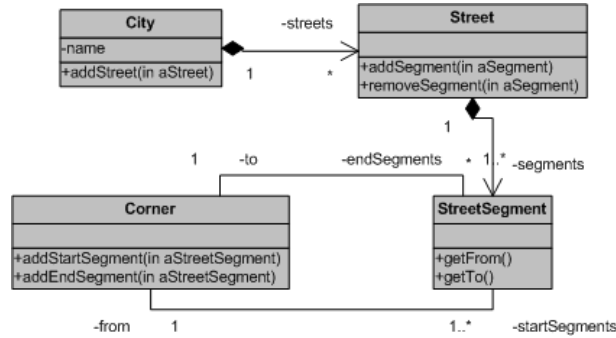 City
-name
+addStreet(in aStreet)
-streets
1
*
Street
+addSegment(in aSegment)
+removeSegment(in aSegment)
1
1..*
-segments
1
-to
-endSegments
*
Corner
+addStartSegment(in aStreetSegment)
+addEndSegment(in aStreetSegment)
StreetSegment
+getFrom()
+getTo()
-from
1
1..*
-startSegments